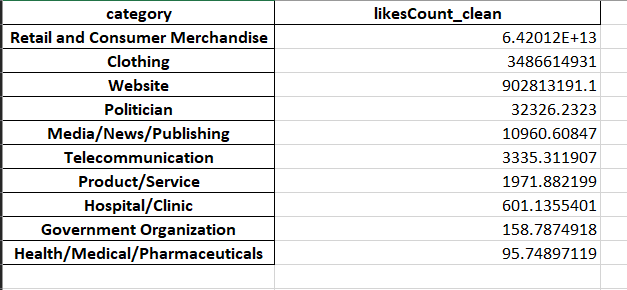 category likesCount_clean
Retail and Consumer Merchandise 6.42012E+13
Clothing 3486614931
Website 902813191.1
Politician 32326.2323
Media/News/Publishing 10960.60847
Telecommunication 3335.311907
Product/Service 1971.882199
Hospital/Clinic 601.1355401
Government Organization 158.7874918
Health/Medical/Pharmaceuticals 95.74897119